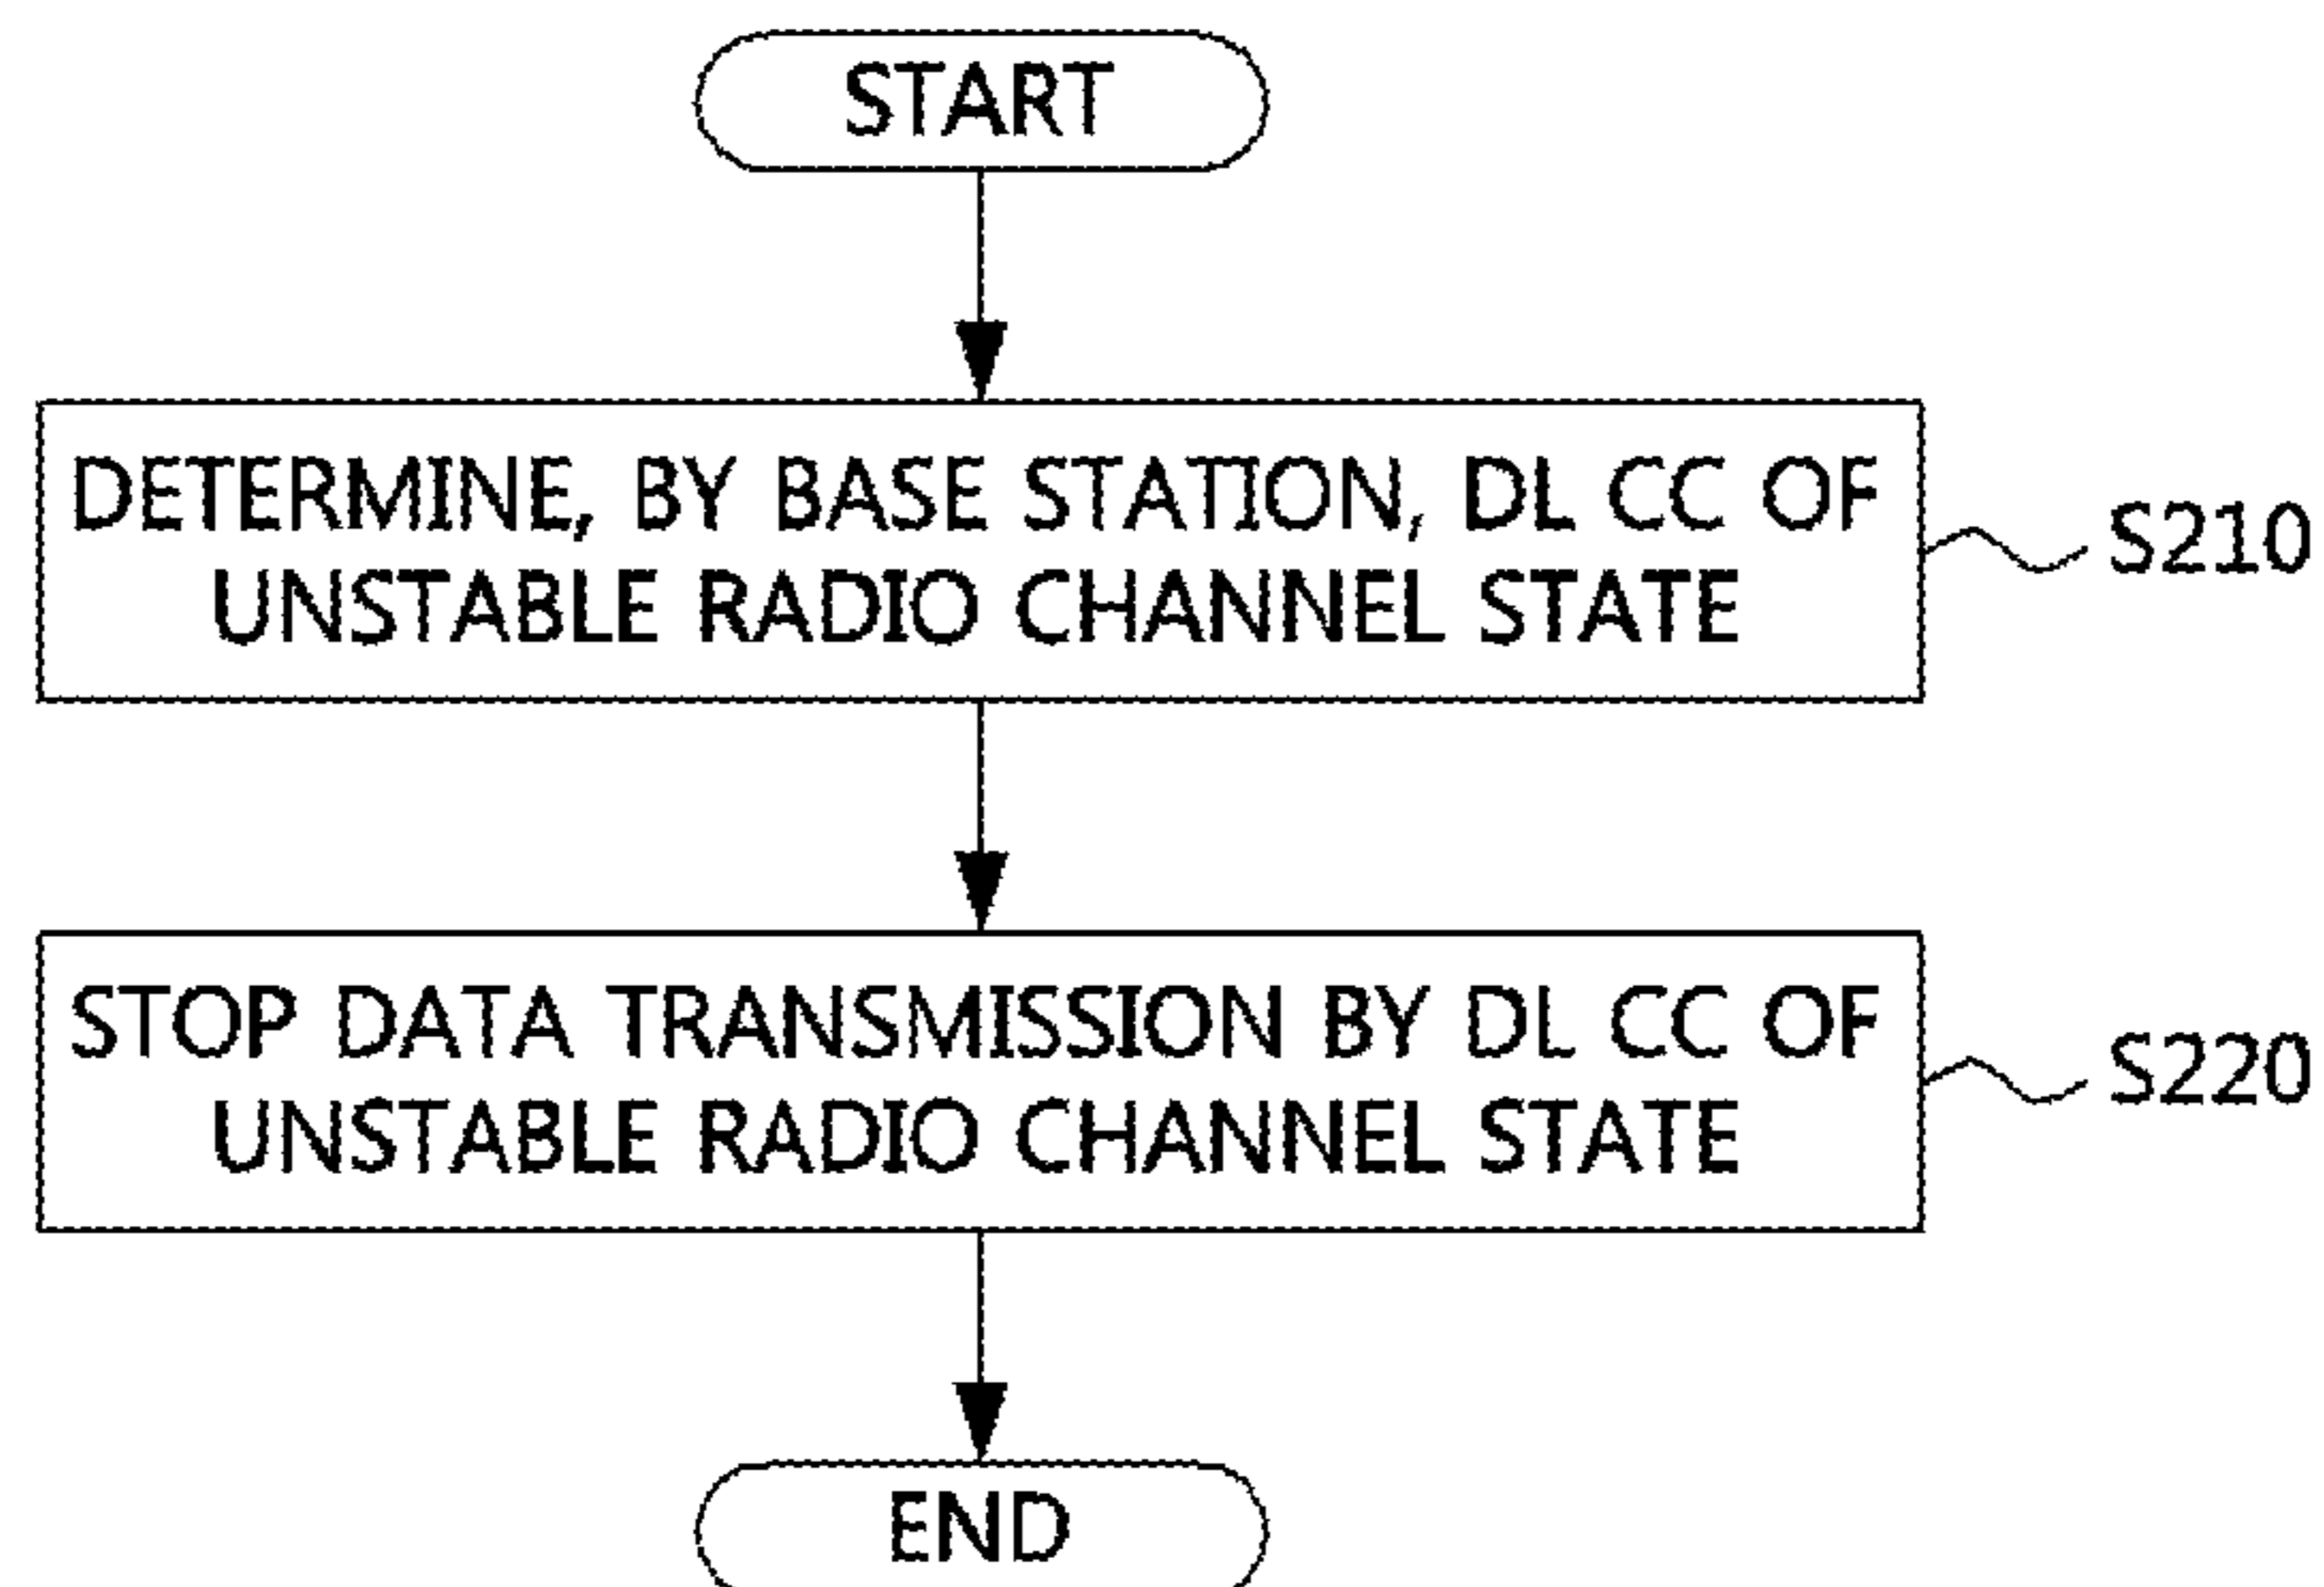 START
DETERMINE, BY BASE STATION, DL CC OF
UNSTABLE RADIO CHANNEL STATE
S210
STOP DATA TRANSMISSION BY DL CC OF
UNSTABLE RADIO CHANNEL STATE
S220
END